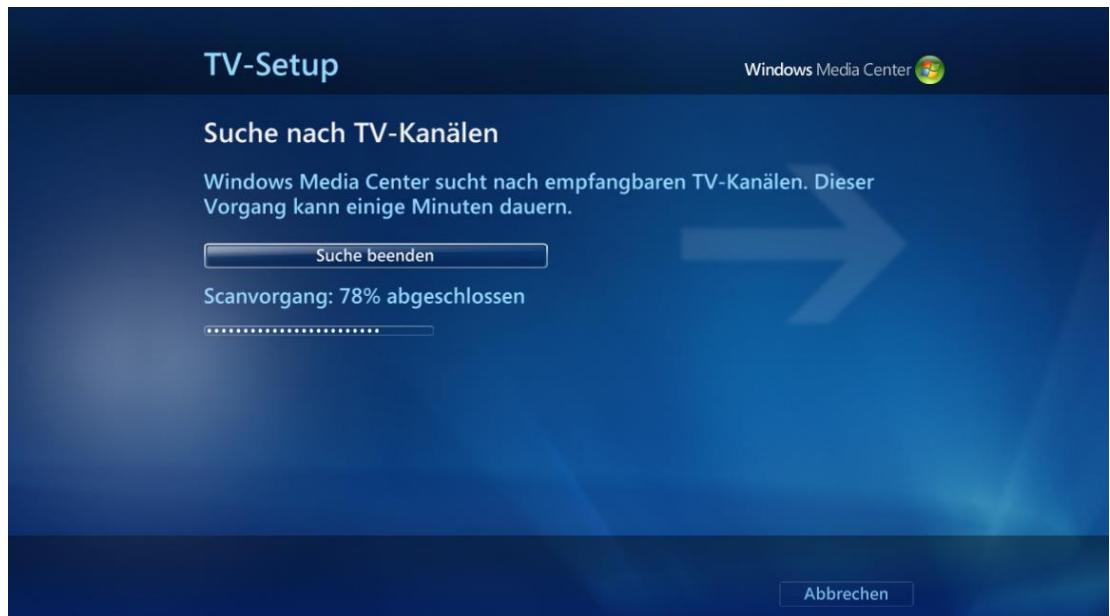 TV-Setup
Windows Media Center
Suche nach TV-Kanälen
Windows Media Center sucht nach empfangbaren TV-Kanälen. Dieser
Vorgang kann einige Minuten dauern.
Suche beenden
Scanvorgang: 78% abgeschlossen
Abbrechen